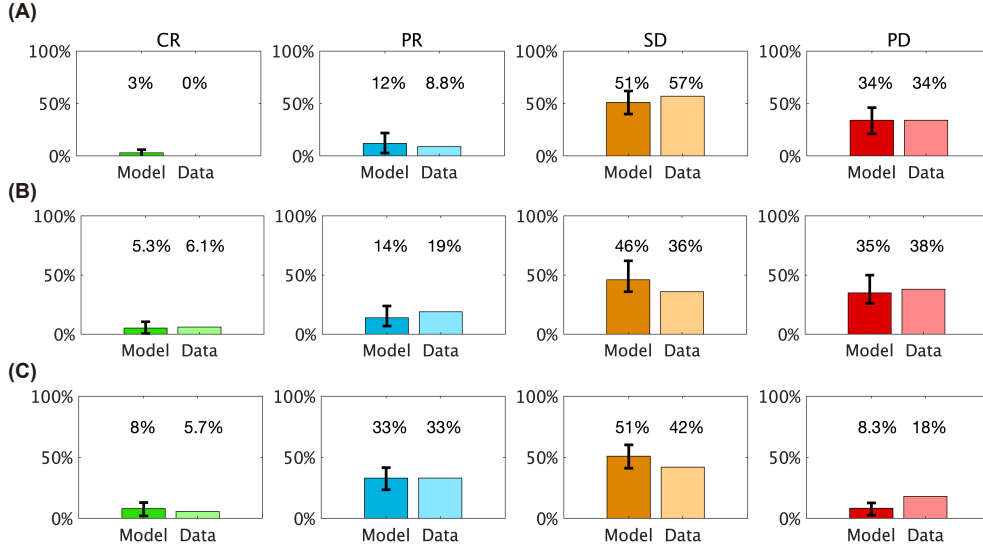 (A)
CR PR SD PD
100% 100% 100% 100%
3% 0% 12% 8.8% 51% 57% 34% 34%
50% 50% 50% 50%
0% 0% 0% 0%
Model Data Model Data Model Data Model Data
(B)
100% 100% 100% 100%
5.3% 6.1% 14% 19% 46% 36% 35% 38%
50% 50% 50% 50%
0% 0% 0% 0%
Model Data Model Data Model Data Model Data
(C)
100% 100% 100% 100%
8% 5.7% 33% 33% 51% 42% 8.3% 18%
50% 50% 50% 50%
0% 0% 0% 0%
Model Data Model Data Model Data Model Data